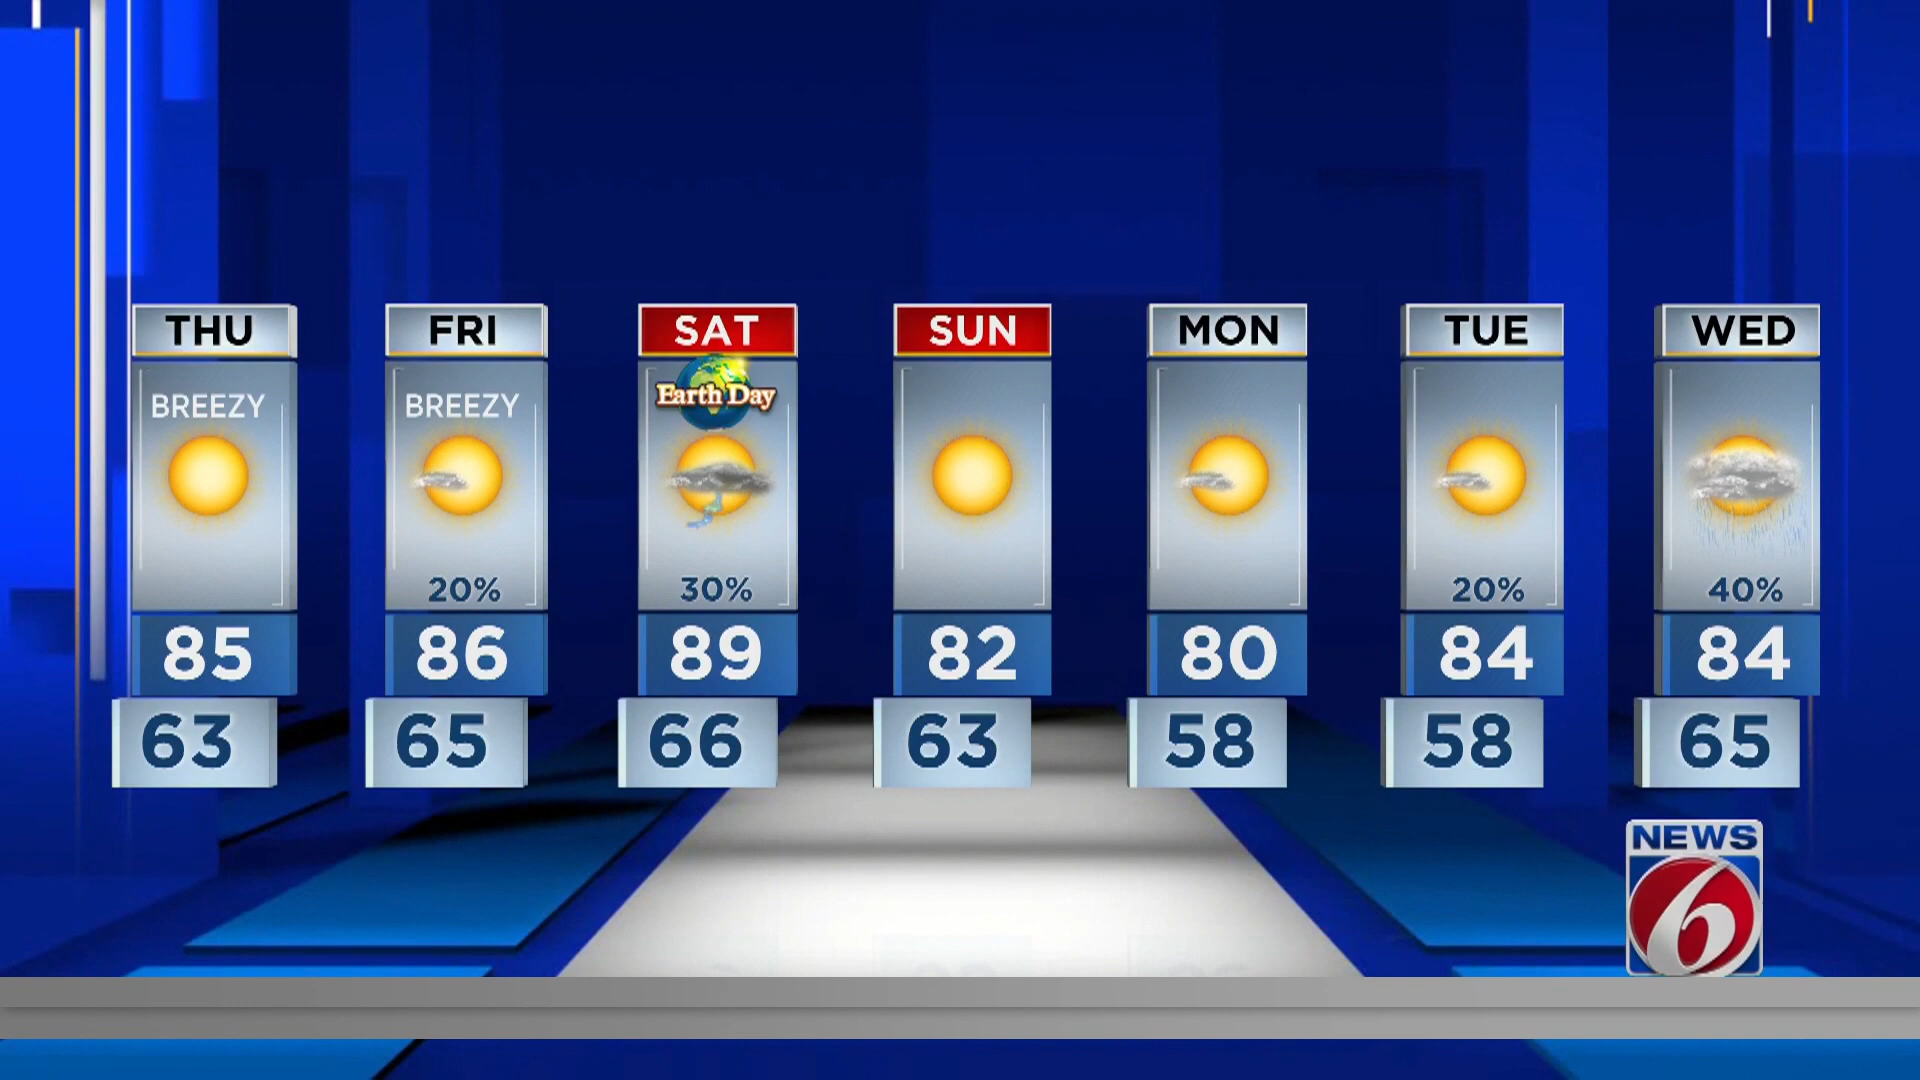 THU FRI SAT SUN MON TUE WED
BREEZY BREEZY Earth Day
20% 30% 20% 40%
85 86 89 82 80 84 84
63 65 66 63 58 58 65
NEWS
6